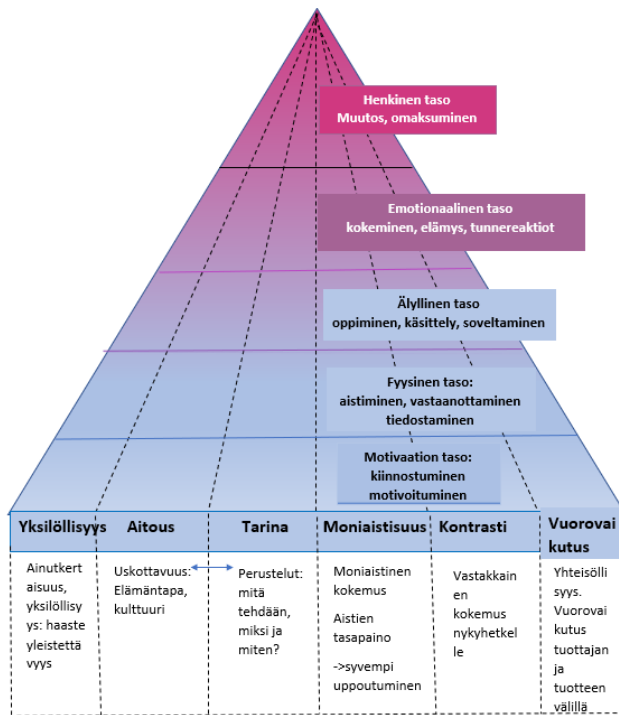 Henkinen taso
Muutos, omaksuminen
Emotionaalinen taso
kokeminen, elämys, tunnereaktiot
Älyllinen taso
oppiminen, käsittely, soveltaminen
Fyysinen taso:
aistiminen, vastaanottaminen
tiedostaminen
Motivaation taso:
kiinnostuminen
motivoituminen
Yksilöllisyys
Ainutkert
aisuus,
yksilöllisy
ys: haaste
yleistettä
vyys
Aitous
Uskottavuus:
Elämäntapa,
kulttuuri
Tarina
Perustelut:
mitä
tehdään,
miksi ja
miten?
Moniaistisuus
Moniaistinen
kokemus
Aistien
tasapaino
->syvempi
uppoutuminen
Kontrasti
Vastakkain
en
kokemus
nykyhetkel
le
Vuorovai
kutus
Yhteisölli
syys.
Vuorovai
kutus
tuottajan
ja
tuotteen
välillä